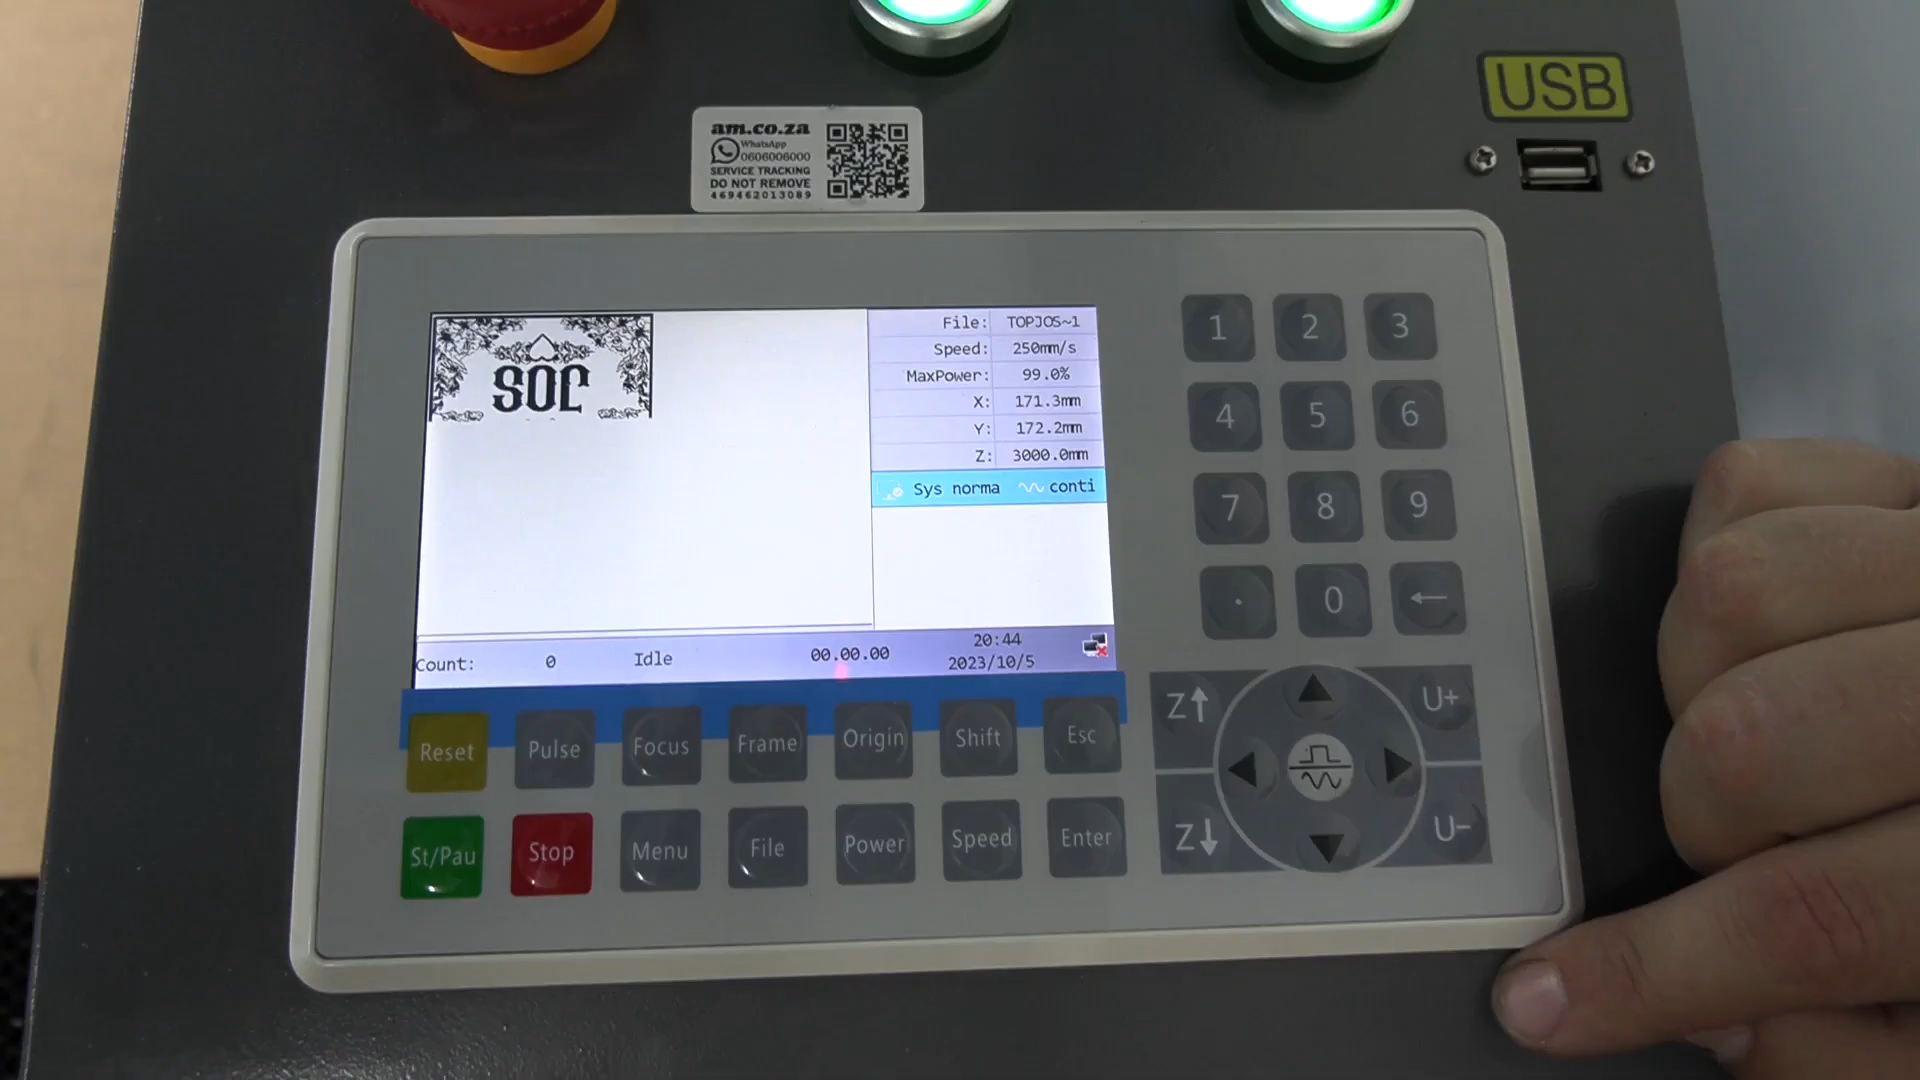 USB
am.co.za
WhatsApp
0606006000
SERVICE TRACKING
DO NOT REMOVE
469462013089
File: TOPJOS~1
Speed: 250mm/s
MaxPower: 99.0%
X: 171.3mm
Y: 172.2mm
Z: 3000.0mm
Sys norma conti
Count: 0 Idle 00.00.00 20:44
2023/10/5
1 2 3
4 5 6
7 8 9
. 0 ←
Reset Pulse Focus Frame Origin Shift Esc
St/Pau Stop Menu File Power Speed Enter
Z↑ U+
Z↓ U-